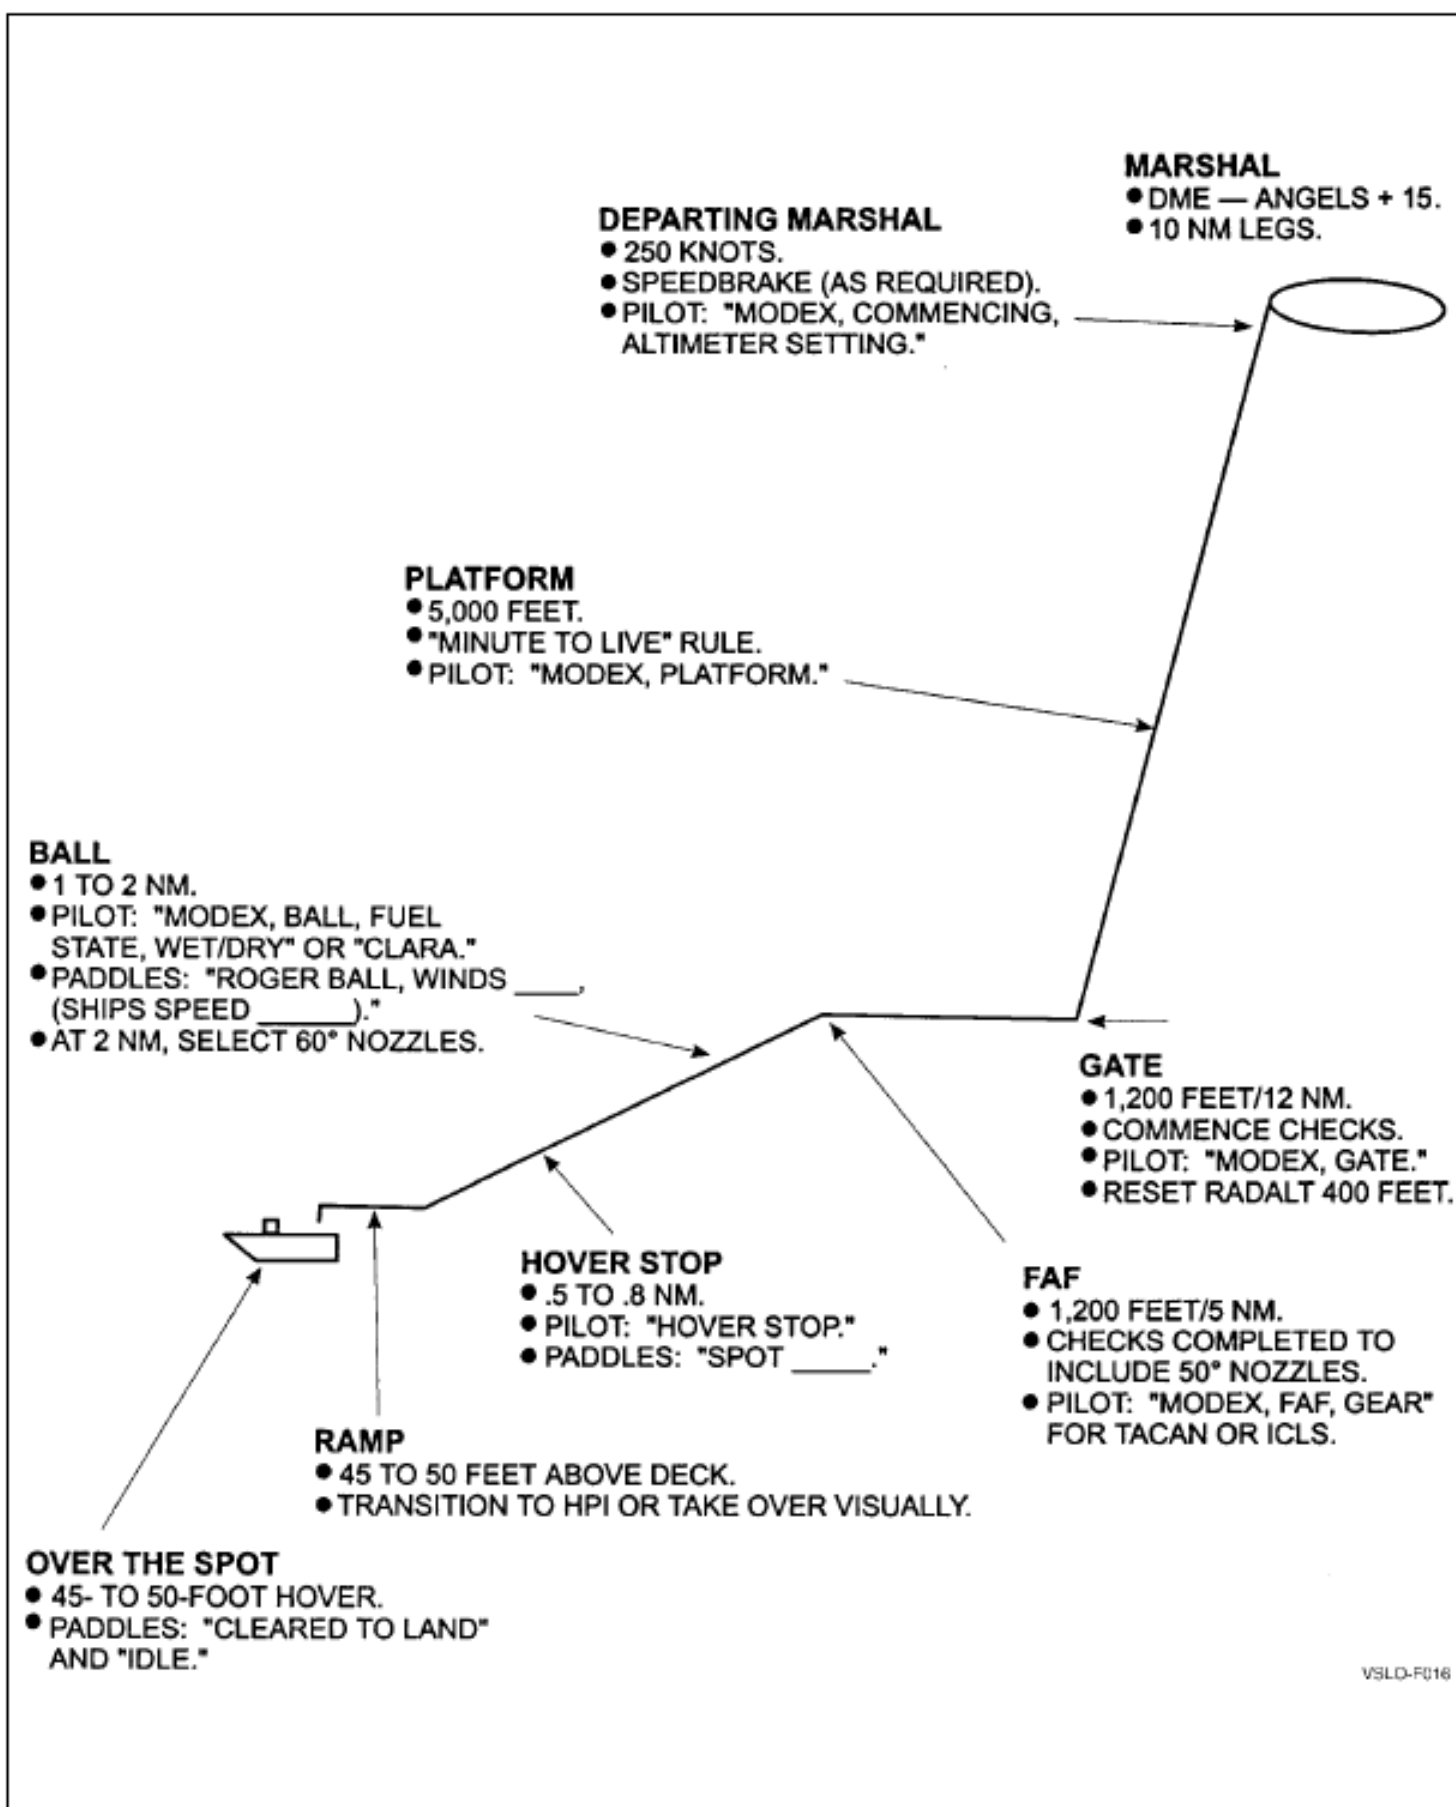 MARSHAL
● DME — ANGELS + 15.
● 10 NM LEGS.
DEPARTING MARSHAL
● 250 KNOTS.
● SPEEDBRAKE (AS REQUIRED).
● PILOT: "MODEX, COMMENCING,
ALTIMETER SETTING."
PLATFORM
● 5,000 FEET.
● "MINUTE TO LIVE" RULE.
● PILOT: "MODEX, PLATFORM."
BALL
● 1 TO 2 NM.
● PILOT: "MODEX, BALL, FUEL
STATE, WET/DRY" OR "CLARA."
● PADDLES: "ROGER BALL, WINDS ____,
(SHIPS SPEED ______)."
● AT 2 NM, SELECT 60° NOZZLES.
GATE
● 1,200 FEET/12 NM.
● COMMENCE CHECKS.
● PILOT: "MODEX, GATE."
● RESET RADALT 400 FEET.
HOVER STOP
● .5 TO .8 NM.
● PILOT: "HOVER STOP."
● PADDLES: "SPOT _____."
FAF
● 1,200 FEET/5 NM.
● CHECKS COMPLETED TO
INCLUDE 50° NOZZLES.
● PILOT: "MODEX, FAF, GEAR"
FOR TACAN OR ICLS.
RAMP
● 45 TO 50 FEET ABOVE DECK.
● TRANSITION TO HPI OR TAKE OVER VISUALLY.
OVER THE SPOT
● 45- TO 50-FOOT HOVER.
● PADDLES: "CLEARED TO LAND"
AND "IDLE."
VSLD-F016